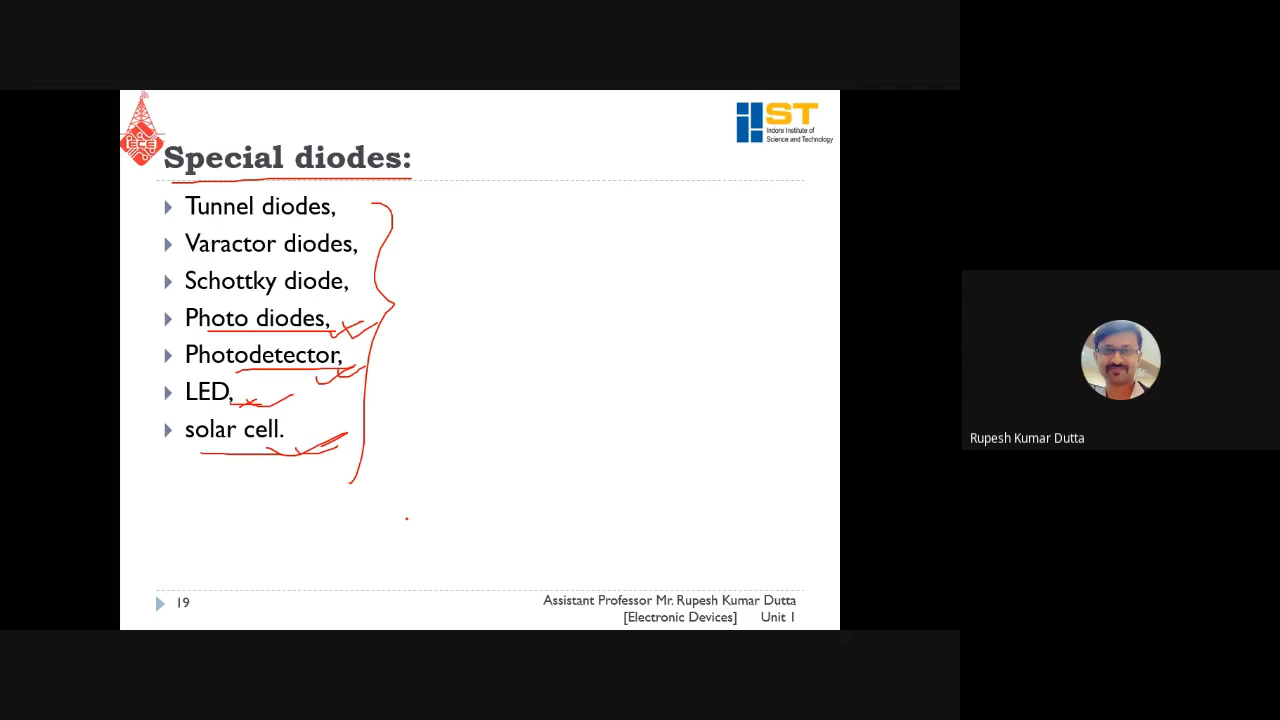 ECE
IIST
Indore Institute of
Science and Technology
Special diodes:
Tunnel diodes,
Varactor diodes,
Schottky diode,
Photo diodes,
Photodetector,
LED,
solar cell.
Rupesh Kumar Dutta
19
Assistant Professor Mr. Rupesh Kumar Dutta
[Electronic Devices] Unit 1